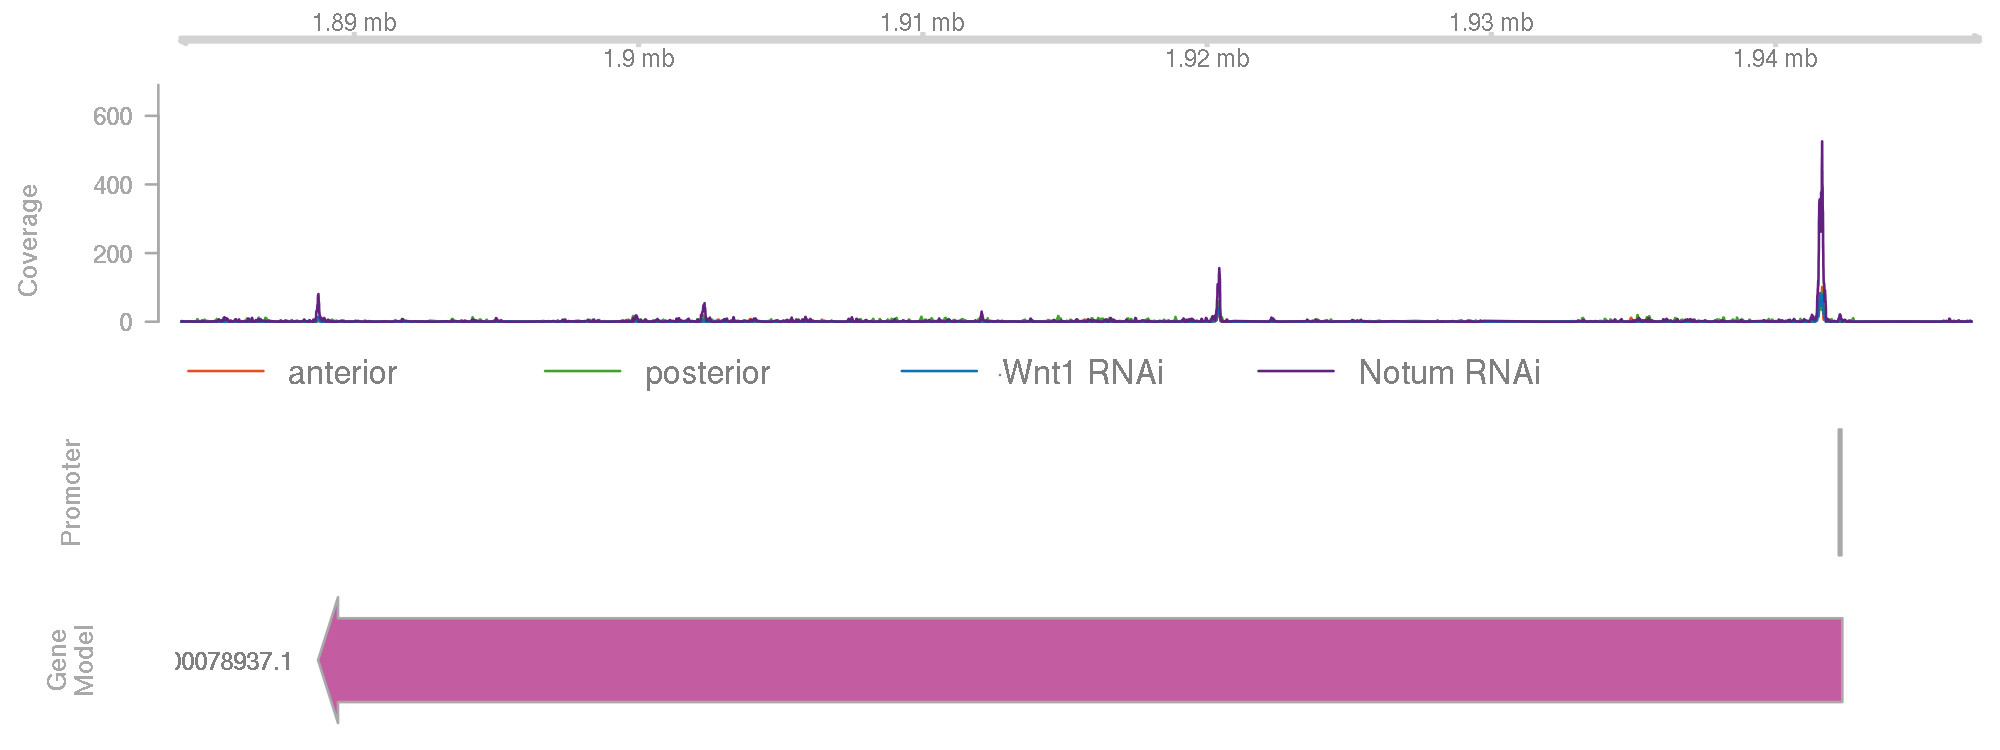 1.89 mb
1.91 mb
1.93 mb
1.9 mb
1.92 mb
1.94 mb
600
400
200
0
Coverage
anterior
posterior
Wnt1 RNAi
Notum RNAi
Promoter
Gene
Model
00078937.1